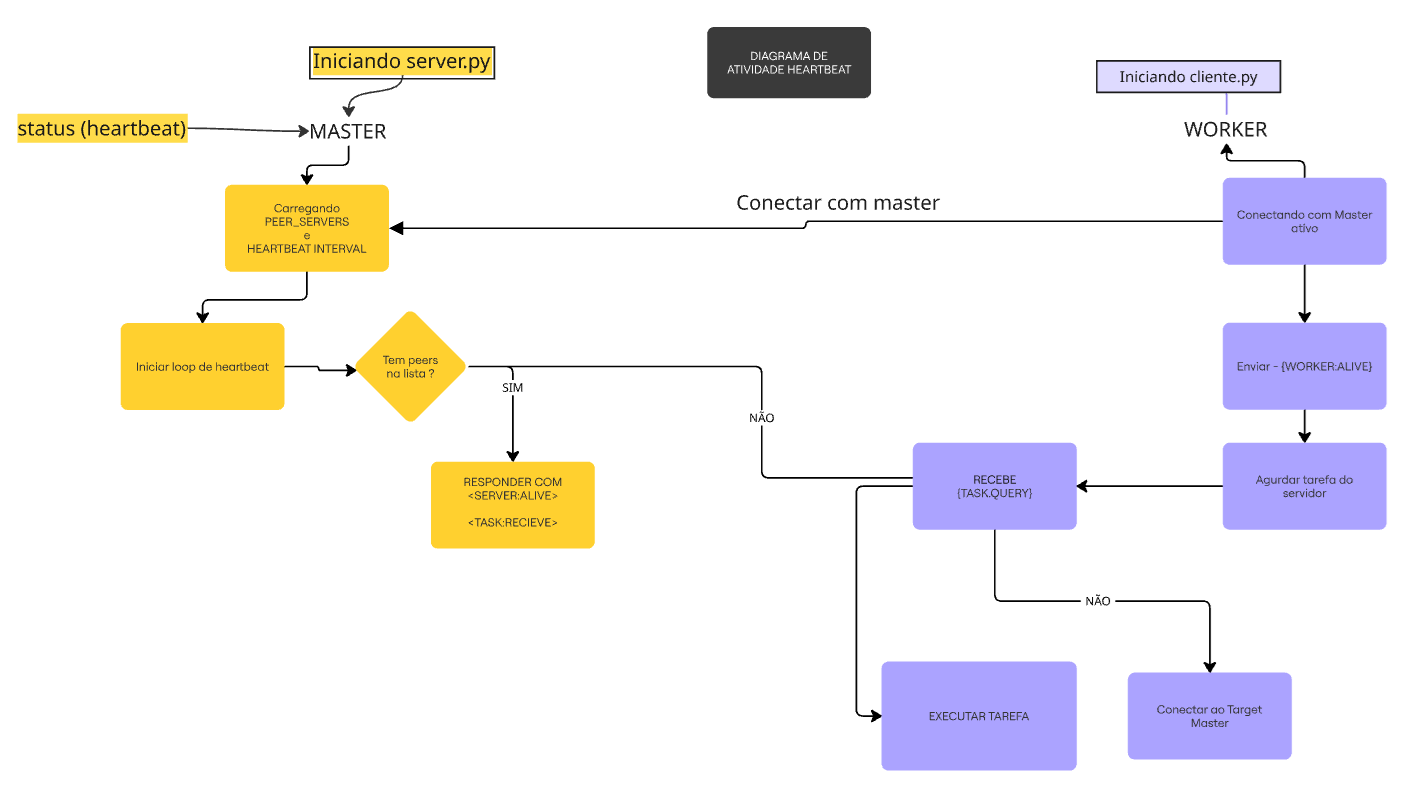 DIAGRAMA DE
ATIVIDADE HEARTBEAT
Iniciando server.py
Iniciando cliente.py
status (heartbeat)
MASTER
WORKER
Carregando
PEER_SERVERS
e
HEARTBEAT INTERVAL
Conectar com master
Conectando com Master
ativo
Iniciar loop de heartbeat
Tem peers
na lista ?
SIM
NÃO
Enviar - {WORKER:ALIVE}
RESPONDER COM
<SERVER:ALIVE>
<TASK:RECIEVE>
RECEBE
{TASK.QUERY}
Agurdar tarefa do
servidor
NÃO
EXECUTAR TAREFA
Conectar ao Target
Master